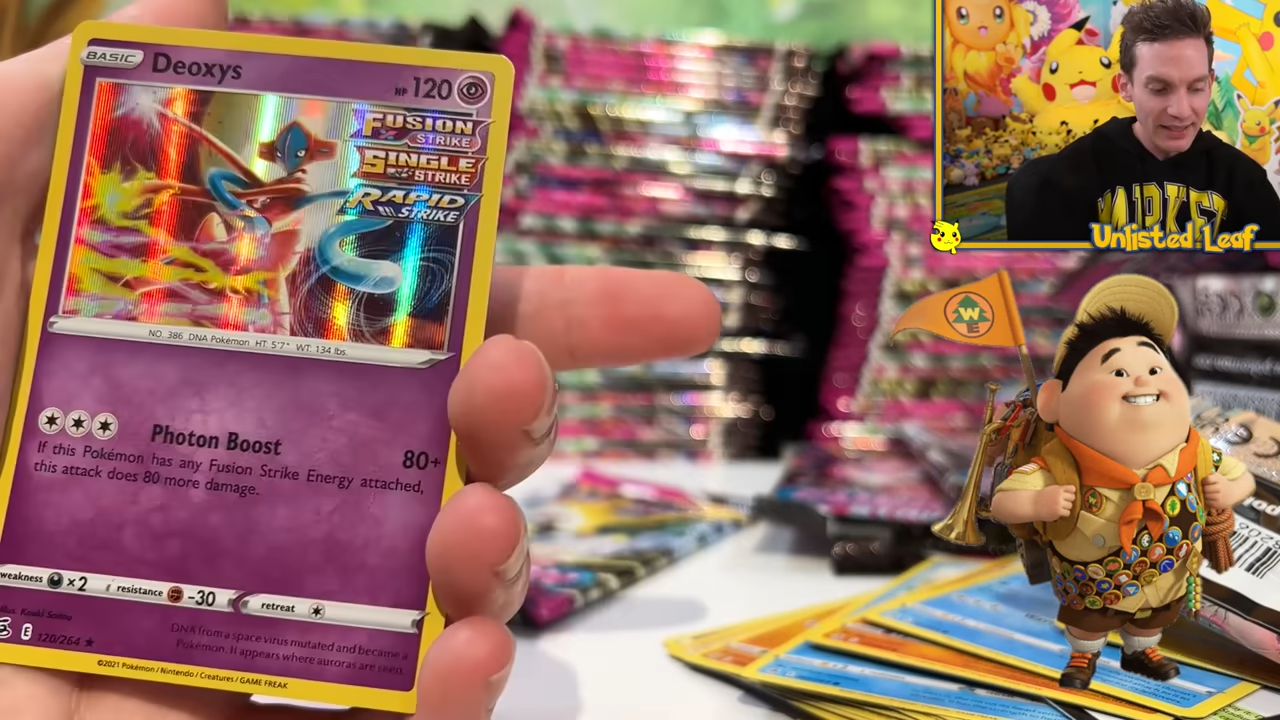 BASIC Deoxys HP 120
FUSION
STRIKE
SINGLE
STRIKE
RAPID
STRIKE
NO. 386 DNA Pokémon HT: 5'7" WT: 134 lbs.
Photon Boost 80+
If this Pokémon has any Fusion Strike Energy attached,
this attack does 80 more damage.
weakness ×2 resistance -30 retreat
Illus. Keiichi Saitou
E 120/264 ★
DNA from a space virus mutated and became a
Pokémon. It appears where auroras are seen.
©2021 Pokémon / Nintendo / Creatures / GAME FREAK
MARKET
Unlisted Leaf
W
E